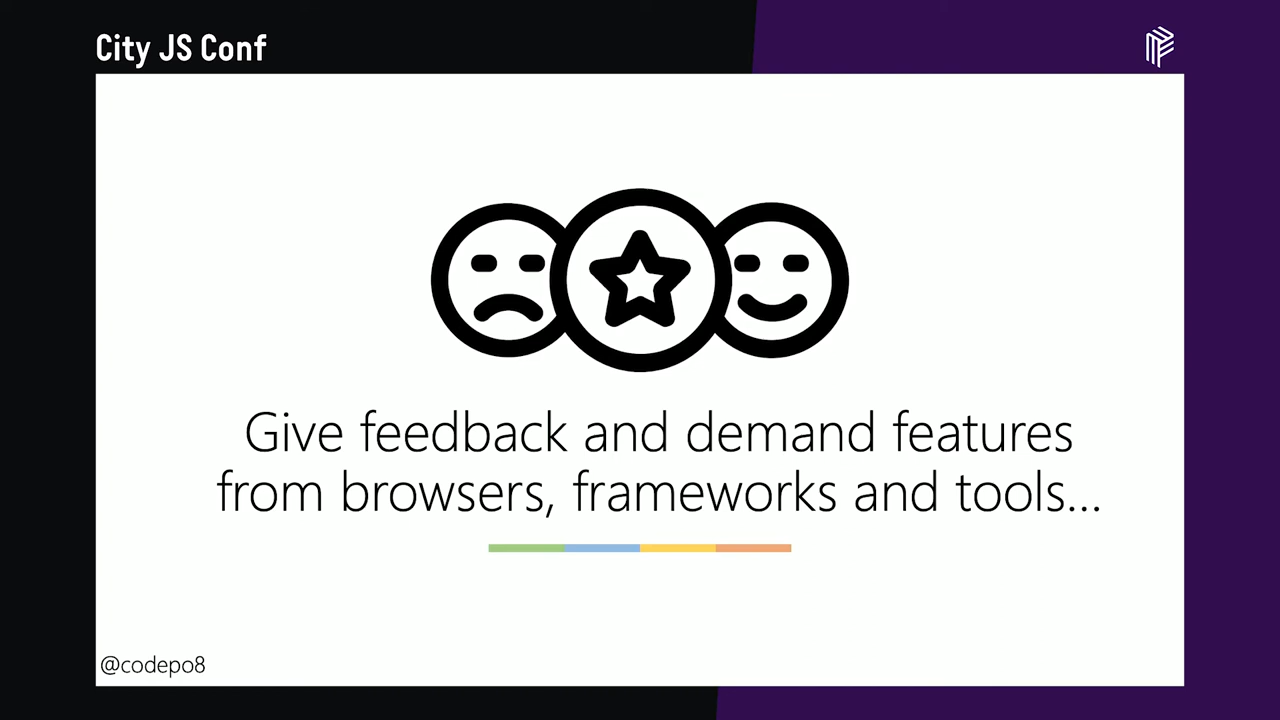 City JS Conf
Give feedback and demand features
from browsers, frameworks and tools...
@codepo8